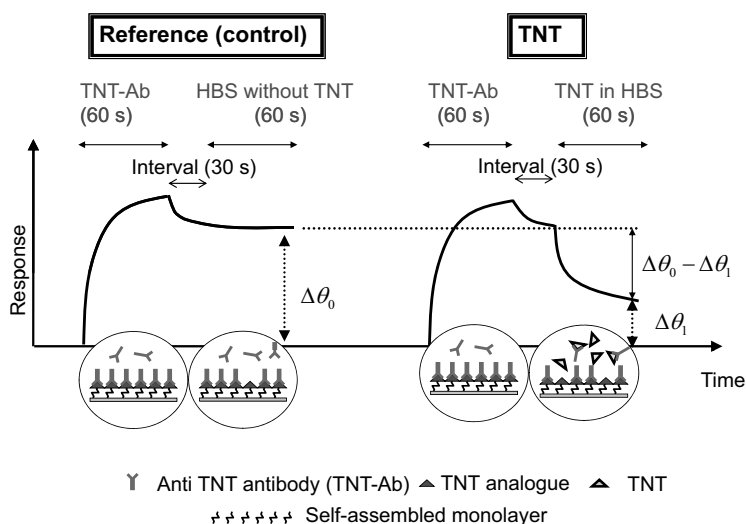 Reference (control)
TNT
TNT-Ab
(60 s)
HBS without TNT
(60 s)
TNT-Ab
(60 s)
TNT in HBS
(60 s)
Interval (30 s)
Interval (30 s)
Response
Δθ₀
Δθ₀ − Δθ₁
Δθ₁
Time
Anti TNT antibody (TNT-Ab)
TNT analogue
TNT
Self-assembled monolayer